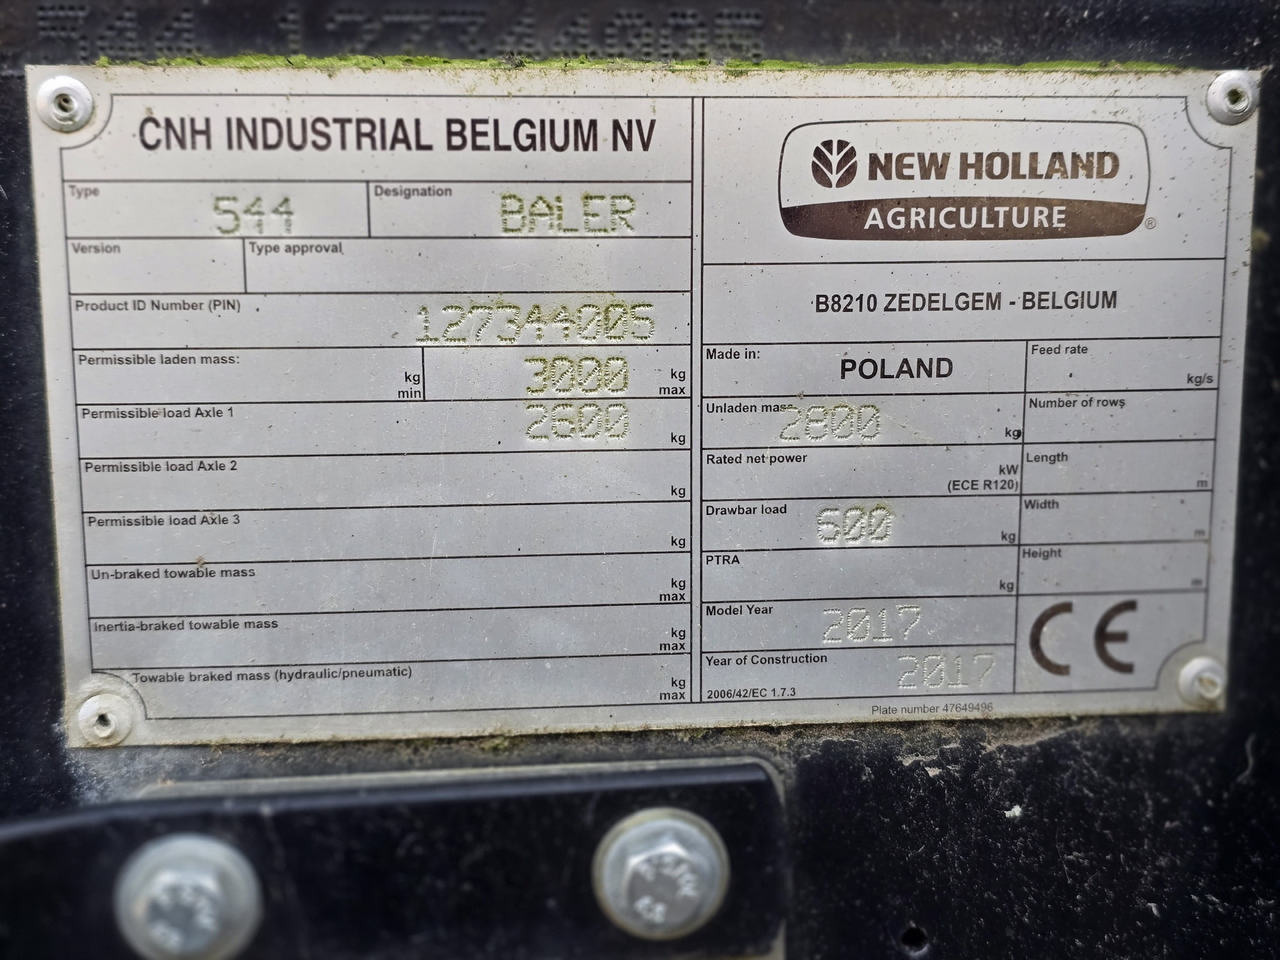 544 127344005
CNH INDUSTRIAL BELGIUM NV
Type 544 Designation BALER
Version Type approval
Product ID Number (PIN) 127344005
Permissible laden mass: kg min 3000 kg max
Permissible load Axle 1 2600 kg
Permissible load Axle 2 kg
Permissible load Axle 3 kg
Un-braked towable mass kg max
Inertia-braked towable mass kg max
Towable braked mass (hydraulic/pneumatic) kg max
NEW HOLLAND
AGRICULTURE ®
B8210 ZEDELGEM - BELGIUM
Made in: POLAND Feed rate kg/s
Unladen mass 2800 kg Number of rows
Rated net power kW (ECE R120) Length m
Drawbar load 600 kg Width m
PTRA kg Height m
Model Year 2017
Year of Construction 2017
2006/42/EC 1.7.3
CE
Plate number 47649496